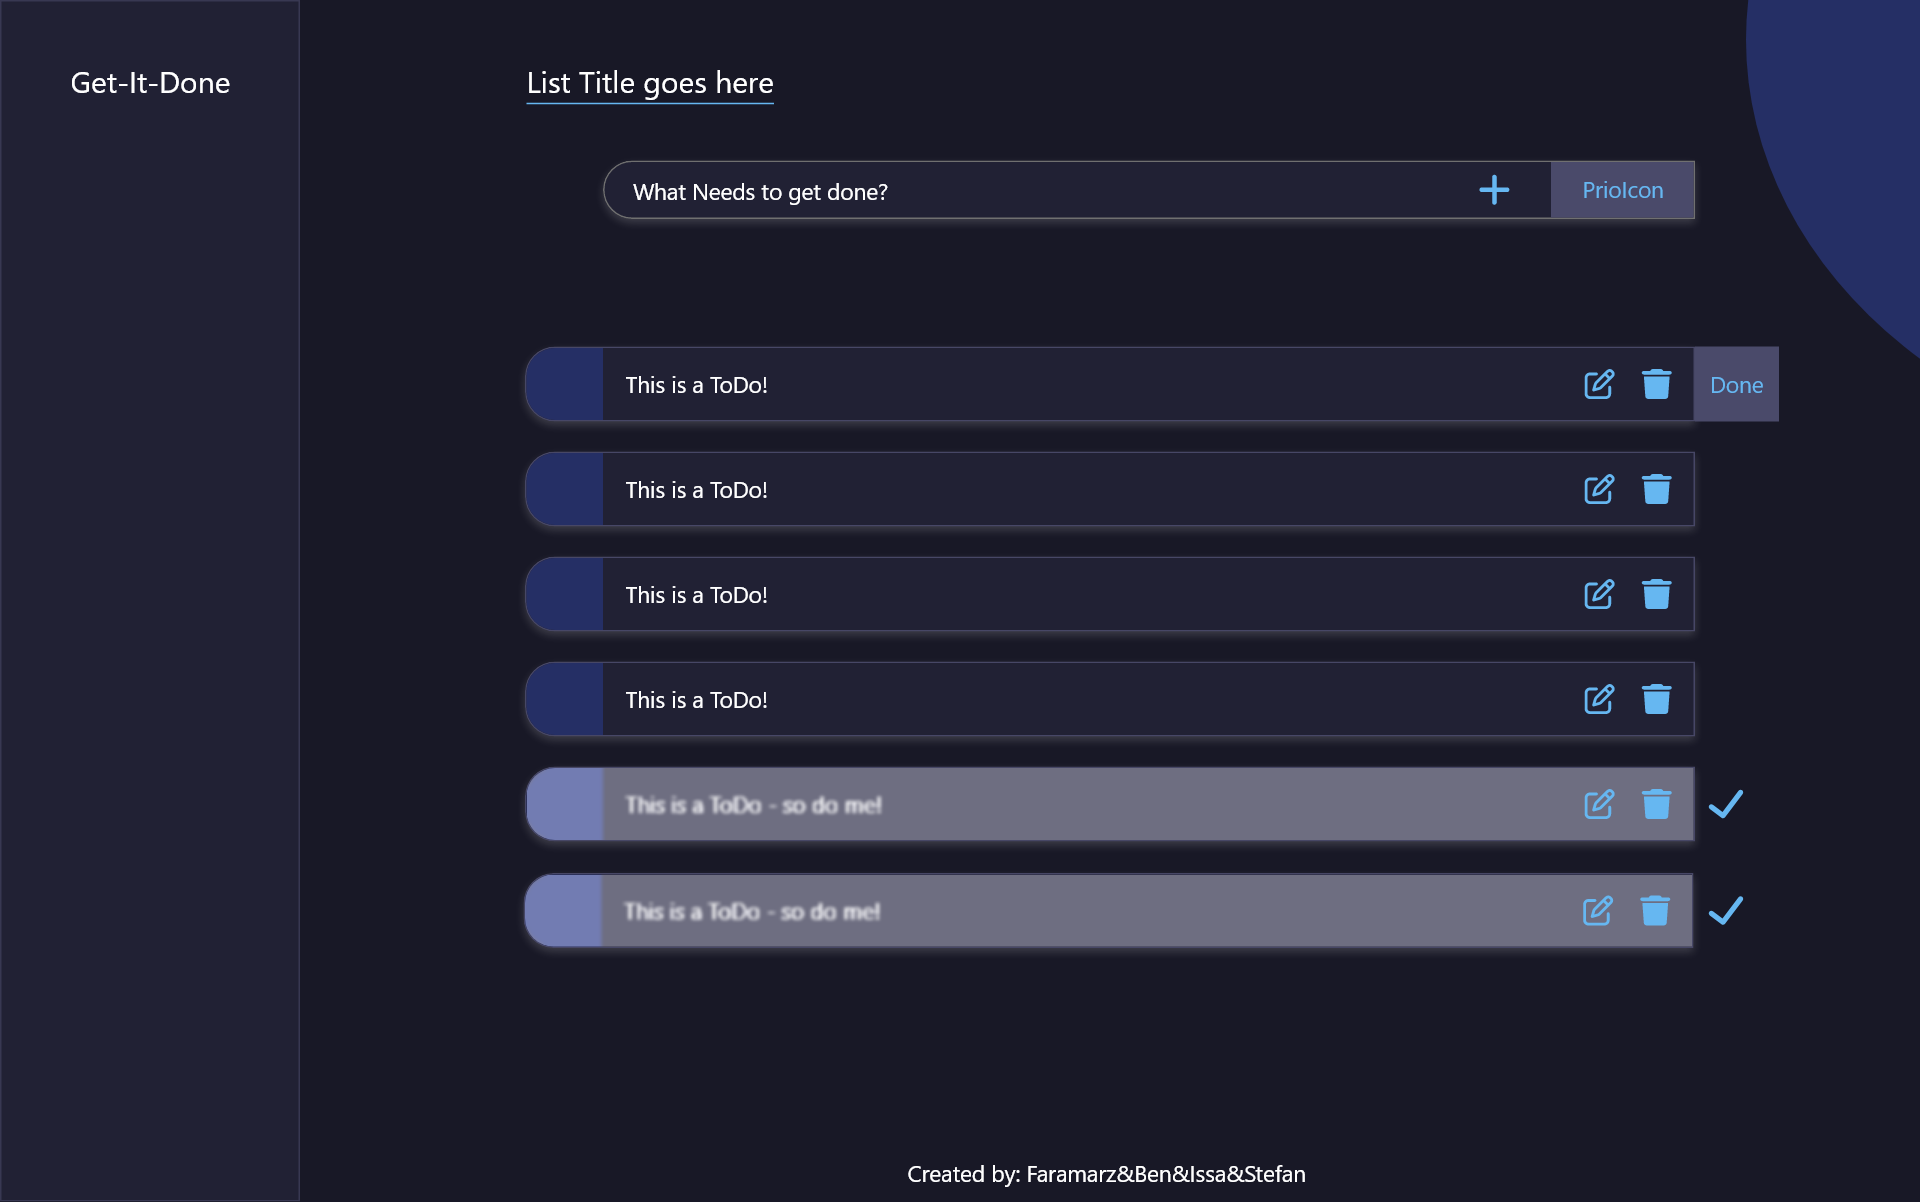 Get-It-Done
List Title goes here
What Needs to get done?
PrioIcon
This is a ToDo!
Done
This is a ToDo!
This is a ToDo!
This is a ToDo!
This is a ToDo - so do me!
This is a ToDo - so do me!
Created by: Faramarz&Ben&Issa&Stefan